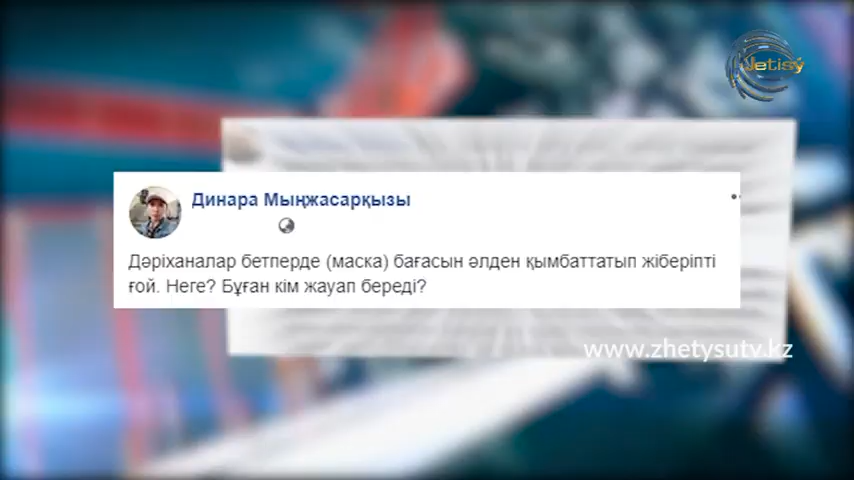 Jetisý
Динара Мыңжасарқызы
Дәріханалар бетперде (маска) бағасын әлден қымбаттатып жіберіпті
ғой. Неге? Бұған кім жауап береді?
www.zhetysutv.kz